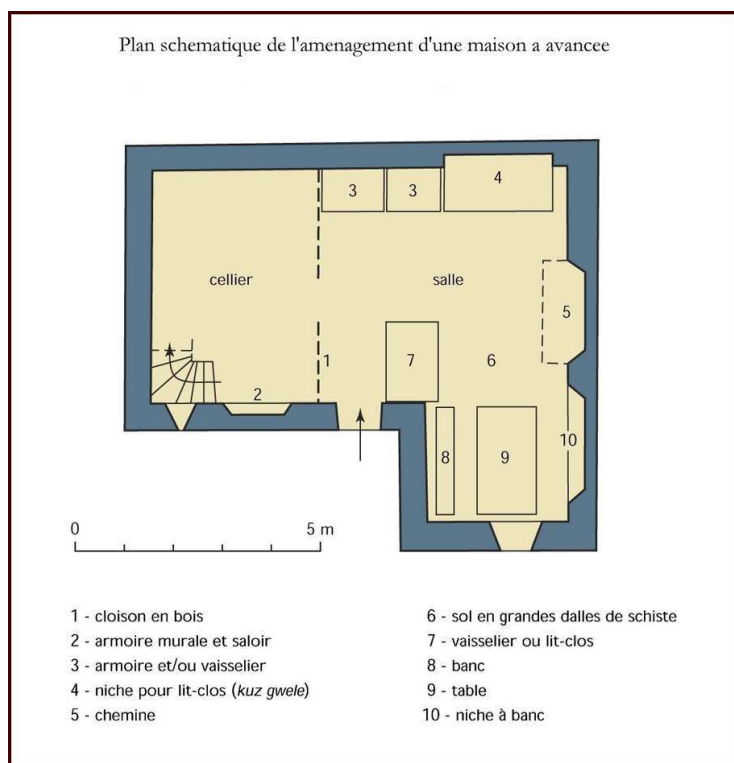 Plan schematique de l'amenagement d'une maison a avancee
3
3
4
cellier
salle
5
1
7
6
2
8
9
10
0
5 m
1 - cloison en bois
2 - armoire murale et saloir
3 - armoire et/ou vaisselier
4 - niche pour lit-clos (kuz gwele)
5 - chemine
6 - sol en grandes dalles de schiste
7 - vaisselier ou lit-clos
8 - banc
9 - table
10 - niche à banc